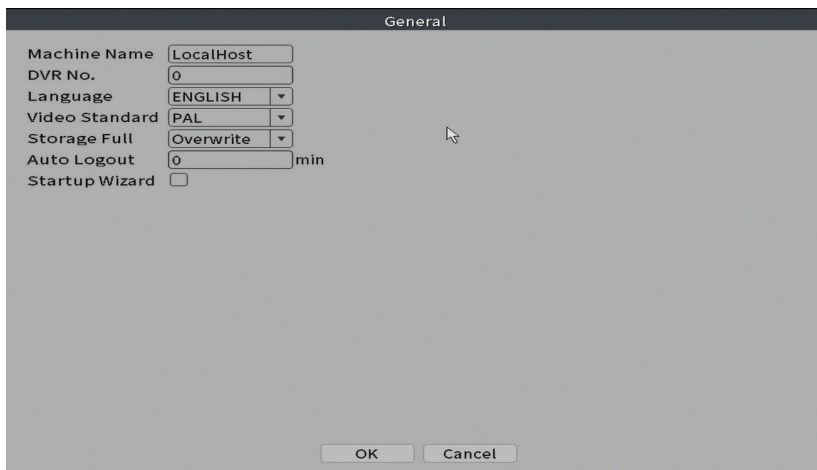 General
Machine Name LocalHost
DVR No. 0
Language ENGLISH
Video Standard PAL
Storage Full Overwrite
Auto Logout 0 min
Startup Wizard
OK Cancel